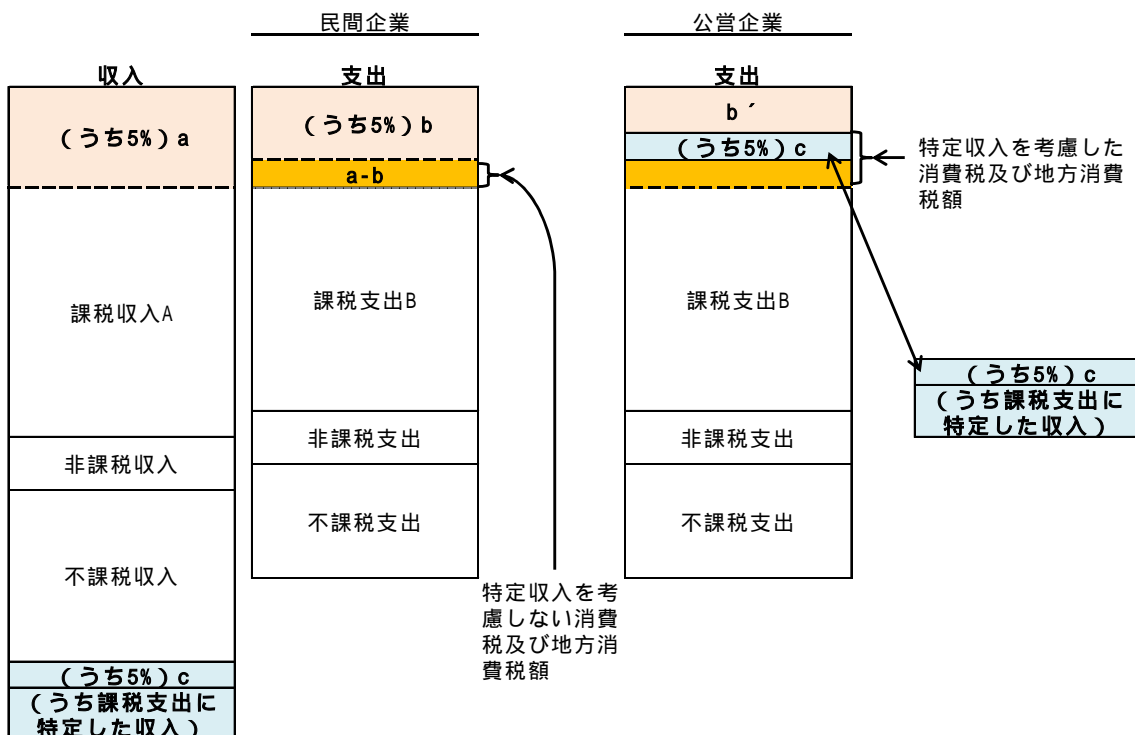 民間企業
公営企業
収入
支出
支出
(うち5%)a
(うち5%)b
a-b
b´
(うち5%)c
特定収入を考慮した
消費税及び地方消費
税額
課税収入A
課税支出B
課税支出B
(うち5%)c
(うち課税支出に
特定した収入)
非課税収入
非課税支出
非課税支出
不課税収入
不課税支出
不課税支出
特定収入を考
慮しない消費
税及び地方消
費税額
(うち5%)c
(うち課税支出に
特定した収入)